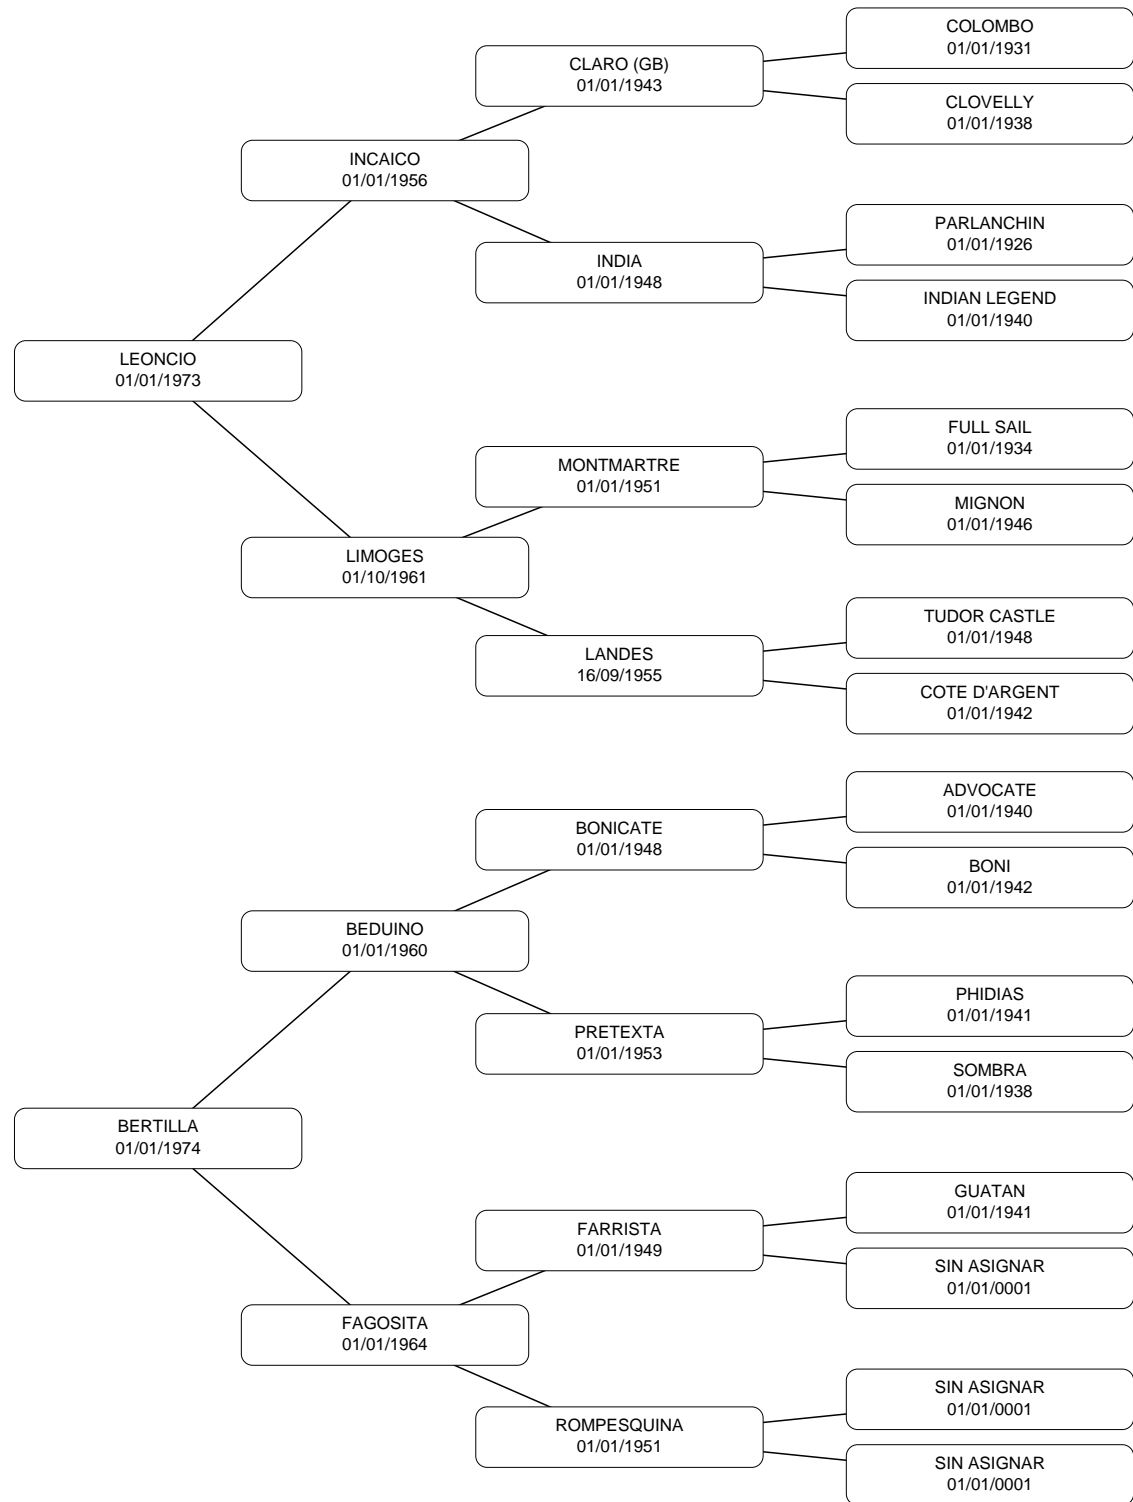 COLOMBO
01/01/1931
CLARO (GB)
01/01/1943
CLOVELLY
01/01/1938
INCAICO
01/01/1956
PARLANCHIN
01/01/1926
INDIA
01/01/1948
INDIAN LEGEND
01/01/1940
LEONCIO
01/01/1973
FULL SAIL
01/01/1934
MONTMARTRE
01/01/1951
MIGNON
01/01/1946
LIMOGES
01/10/1961
TUDOR CASTLE
01/01/1948
LANDES
16/09/1955
COTE D'ARGENT
01/01/1942
ADVOCATE
01/01/1940
BONICATE
01/01/1948
BONI
01/01/1942
BEDUINO
01/01/1960
PHIDIAS
01/01/1941
PRETEXTA
01/01/1953
SOMBRA
01/01/1938
BERTILLA
01/01/1974
GUATAN
01/01/1941
FARRISTA
01/01/1949
SIN ASIGNAR
01/01/0001
FAGOSITA
01/01/1964
SIN ASIGNAR
01/01/0001
ROMPESQUINA
01/01/1951
SIN ASIGNAR
01/01/0001